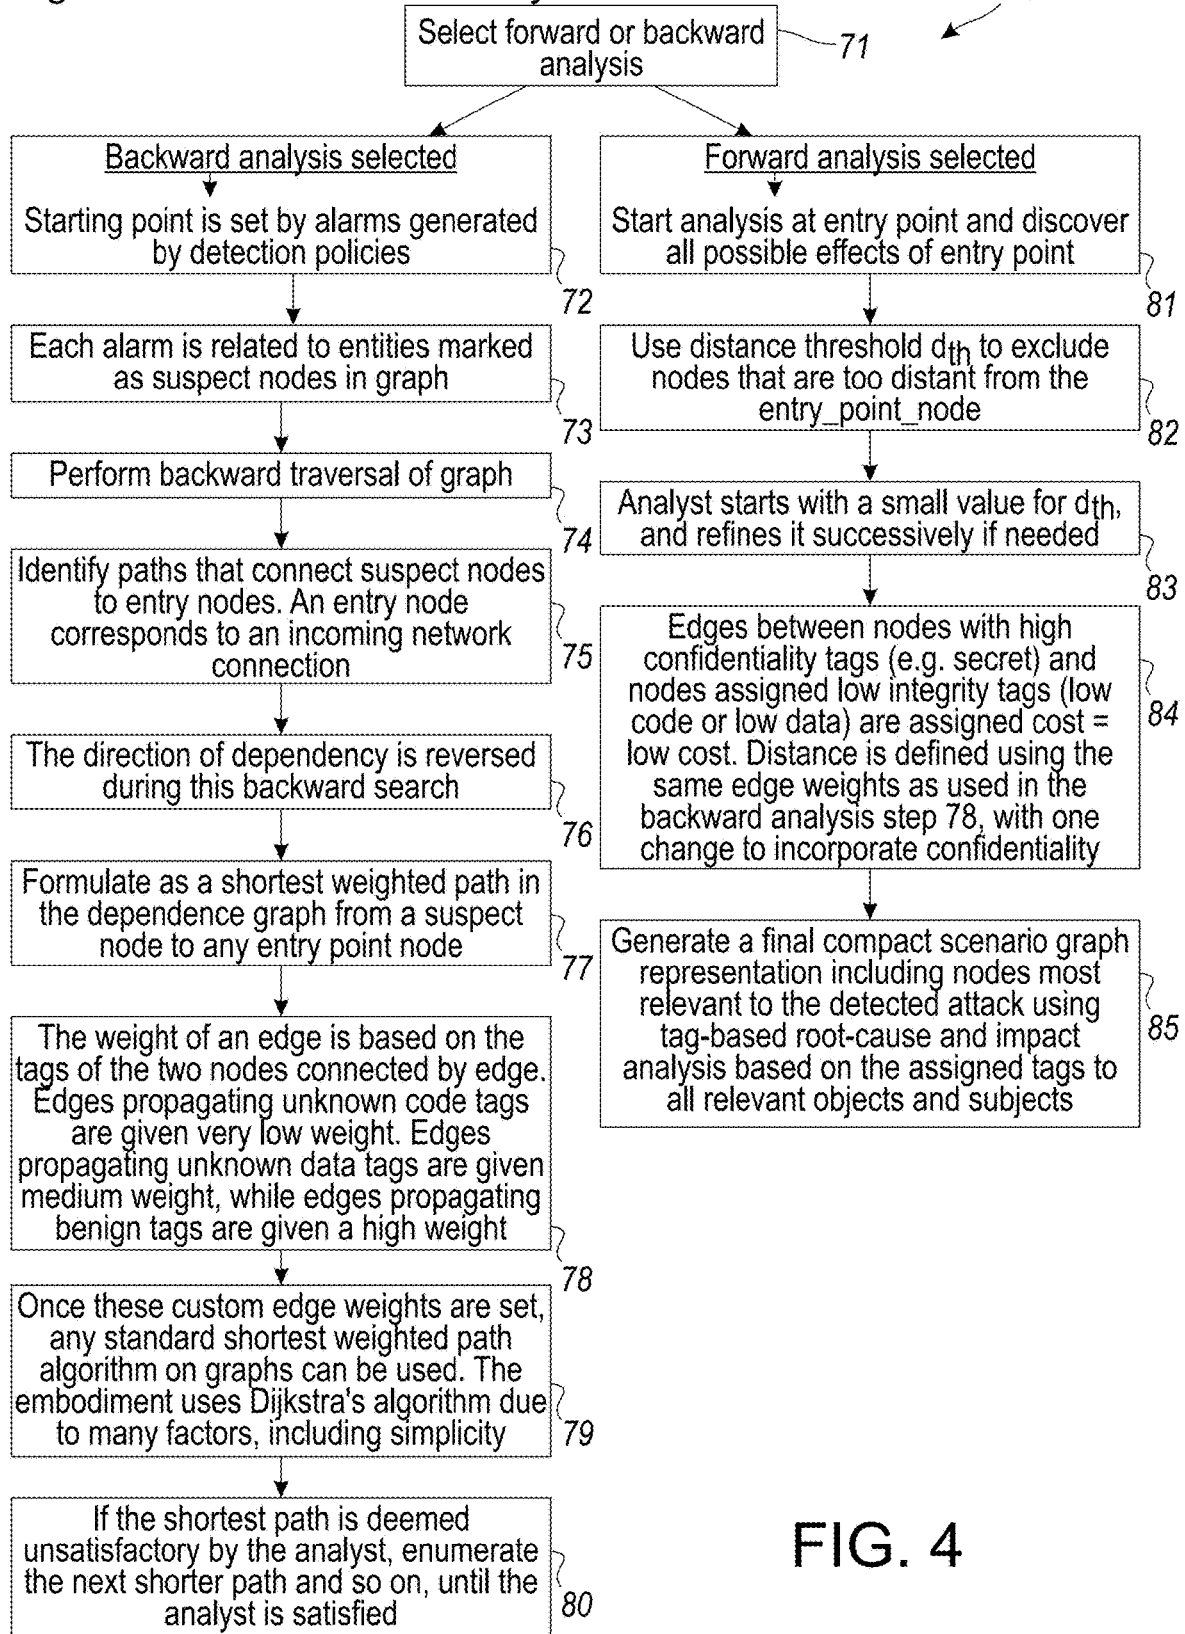 Select forward or backward
analysis
71
Backward analysis selected
Starting point is set by alarms generated
by detection policies
72
Each alarm is related to entities marked
as suspect nodes in graph
73
Perform backward traversal of graph
74
Identify paths that connect suspect nodes
to entry nodes. An entry node
corresponds to an incoming network
connection
75
The direction of dependency is reversed
during this backward search
76
Formulate as a shortest weighted path in
the dependence graph from a suspect
node to any entry point node
77
The weight of an edge is based on the
tags of the two nodes connected by edge.
Edges propagating unknown code tags
are given very low weight. Edges
propagating unknown data tags are given
medium weight, while edges propagating
benign tags are given a high weight
78
Once these custom edge weights are set,
any standard shortest weighted path
algorithm on graphs can be used. The
embodiment uses Dijkstra's algorithm due
to many factors, including simplicity
79
If the shortest path is deemed
unsatisfactory by the analyst, enumerate
the next shorter path and so on, until the
analyst is satisfied
80
Forward analysis selected
Start analysis at entry point and discover
all possible effects of entry point
81
Use distance threshold dth to exclude
nodes that are too distant from the
entry_point_node
82
Analyst starts with a small value for dth,
and refines it successively if needed
83
Edges between nodes with high
confidentiality tags (e.g. secret) and
nodes assigned low integrity tags (low
code or low data) are assigned cost =
low cost. Distance is defined using the
same edge weights as used in the
backward analysis step 78, with one
change to incorporate confidentiality
84
Generate a final compact scenario graph
representation including nodes most
relevant to the detected attack using
tag-based root-cause and impact
analysis based on the assigned tags to
all relevant objects and subjects
85
FIG. 4